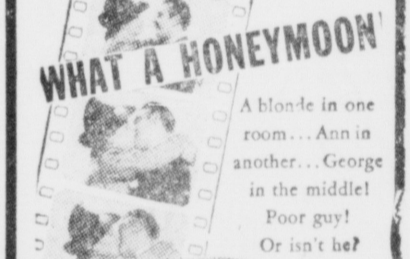 WHAT A HONEYMOON
A blonde in one
room... Ann in
another... George
in the middle!
Poor guy!
Or isn't he?